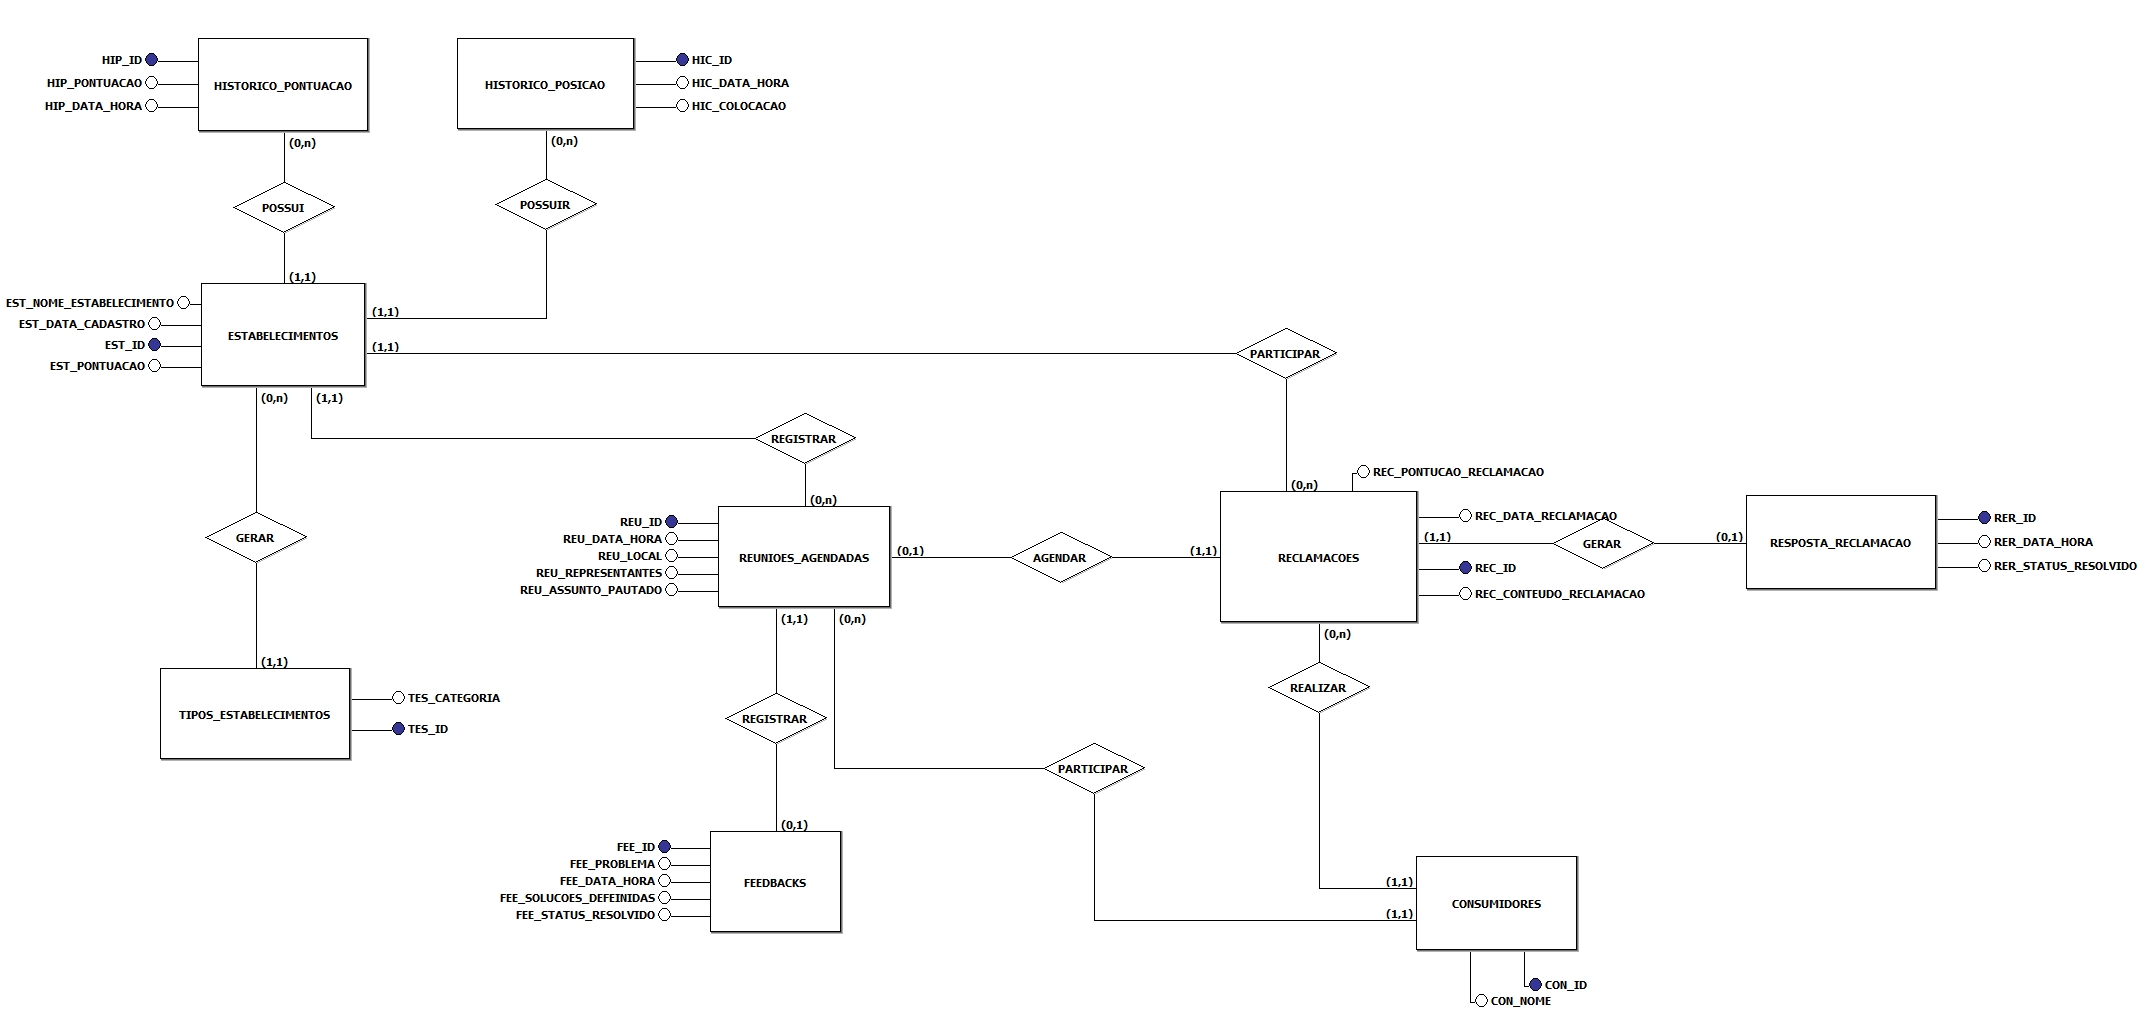 HIP_ID
HIP_PONTUACAO
HIP_DATA_HORA
HISTORICO_PONTUACAO
HISTORICO_POSICAO
HIC_ID
HIC_DATA_HORA
HIC_COLOCACAO
(0,n)
(0,n)
POSSUI
POSSUIR
(1,1)
EST_NOME_ESTABELECIMENTO
EST_DATA_CADASTRO
EST_ID
EST_PONTUACAO
ESTABELECIMENTOS
(1,1)
(1,1)
PARTICIPAR
(0,n)
(1,1)
REGISTRAR
(0,n)
(0,n)
REC_PONTUCAO_RECLAMACAO
GERAR
REU_ID
REU_DATA_HORA
REU_LOCAL
REU_REPRESENTANTES
REU_ASSUNTO_PAUTADO
REUNIOES_AGENDADAS
(0,1)
AGENDAR
(1,1)
RECLAMACOES
REC_DATA_RECLAMACAO
(1,1)
GERAR
(0,1)
REC_ID
REC_CONTEUDO_RECLAMACAO
RESPOSTA_RECLAMACAO
RER_ID
RER_DATA_HORA
RER_STATUS_RESOLVIDO
(1,1)
(0,n)
(0,n)
(1,1)
TIPOS_ESTABELECIMENTOS
TES_CATEGORIA
TES_ID
REGISTRAR
REALIZAR
PARTICIPAR
(0,1)
FEE_ID
FEE_PROBLEMA
FEE_DATA_HORA
FEE_SOLUCOES_DEFEINIDAS
FEE_STATUS_RESOLVIDO
FEEDBACKS
(1,1)
(1,1)
CONSUMIDORES
CON_ID
CON_NOME